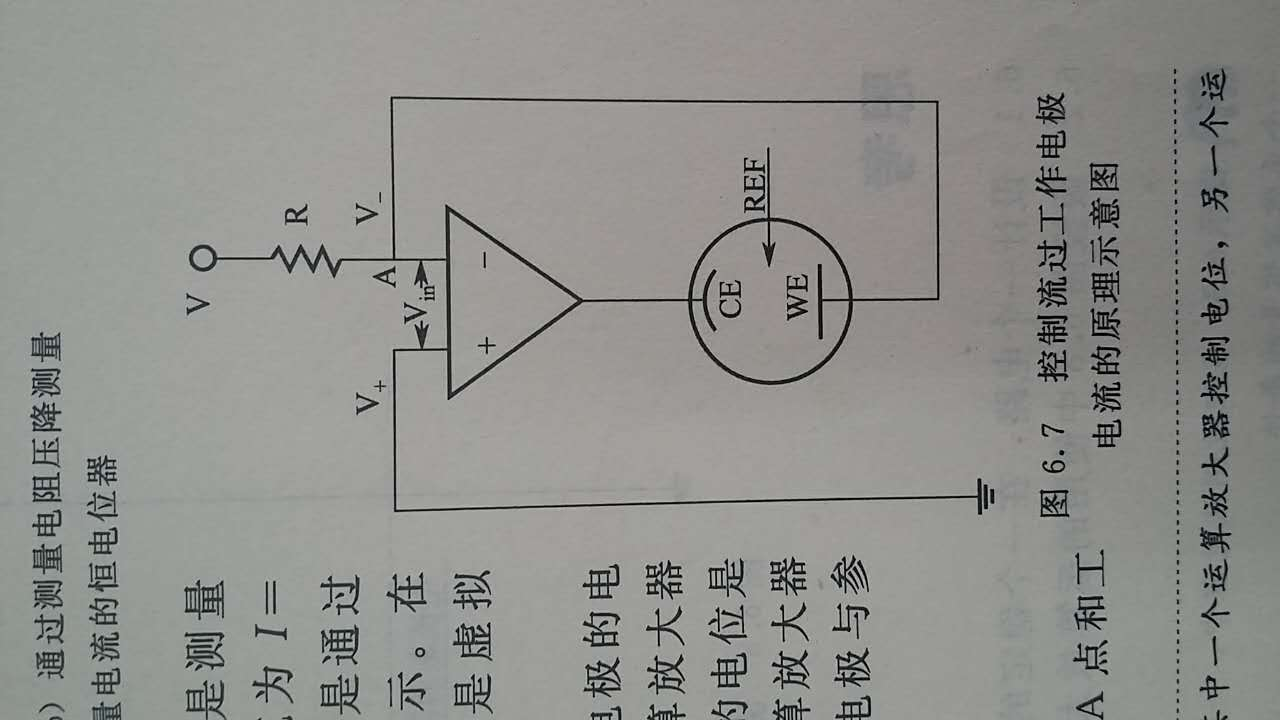 ）通过测量电阻压降测量
量电流的恒电位器
是测量
为 I =
是通过
示。在
是虚拟
极的电
算放大器
的电位是
算放大器
电极与参
A 点和工
V
R
V₊
A
V₋
Vin
+
−
CE
REF
WE
图 6.7 控制流过工作电极
电流的原理示意图
中一个运算放大器控制电位，另一个运